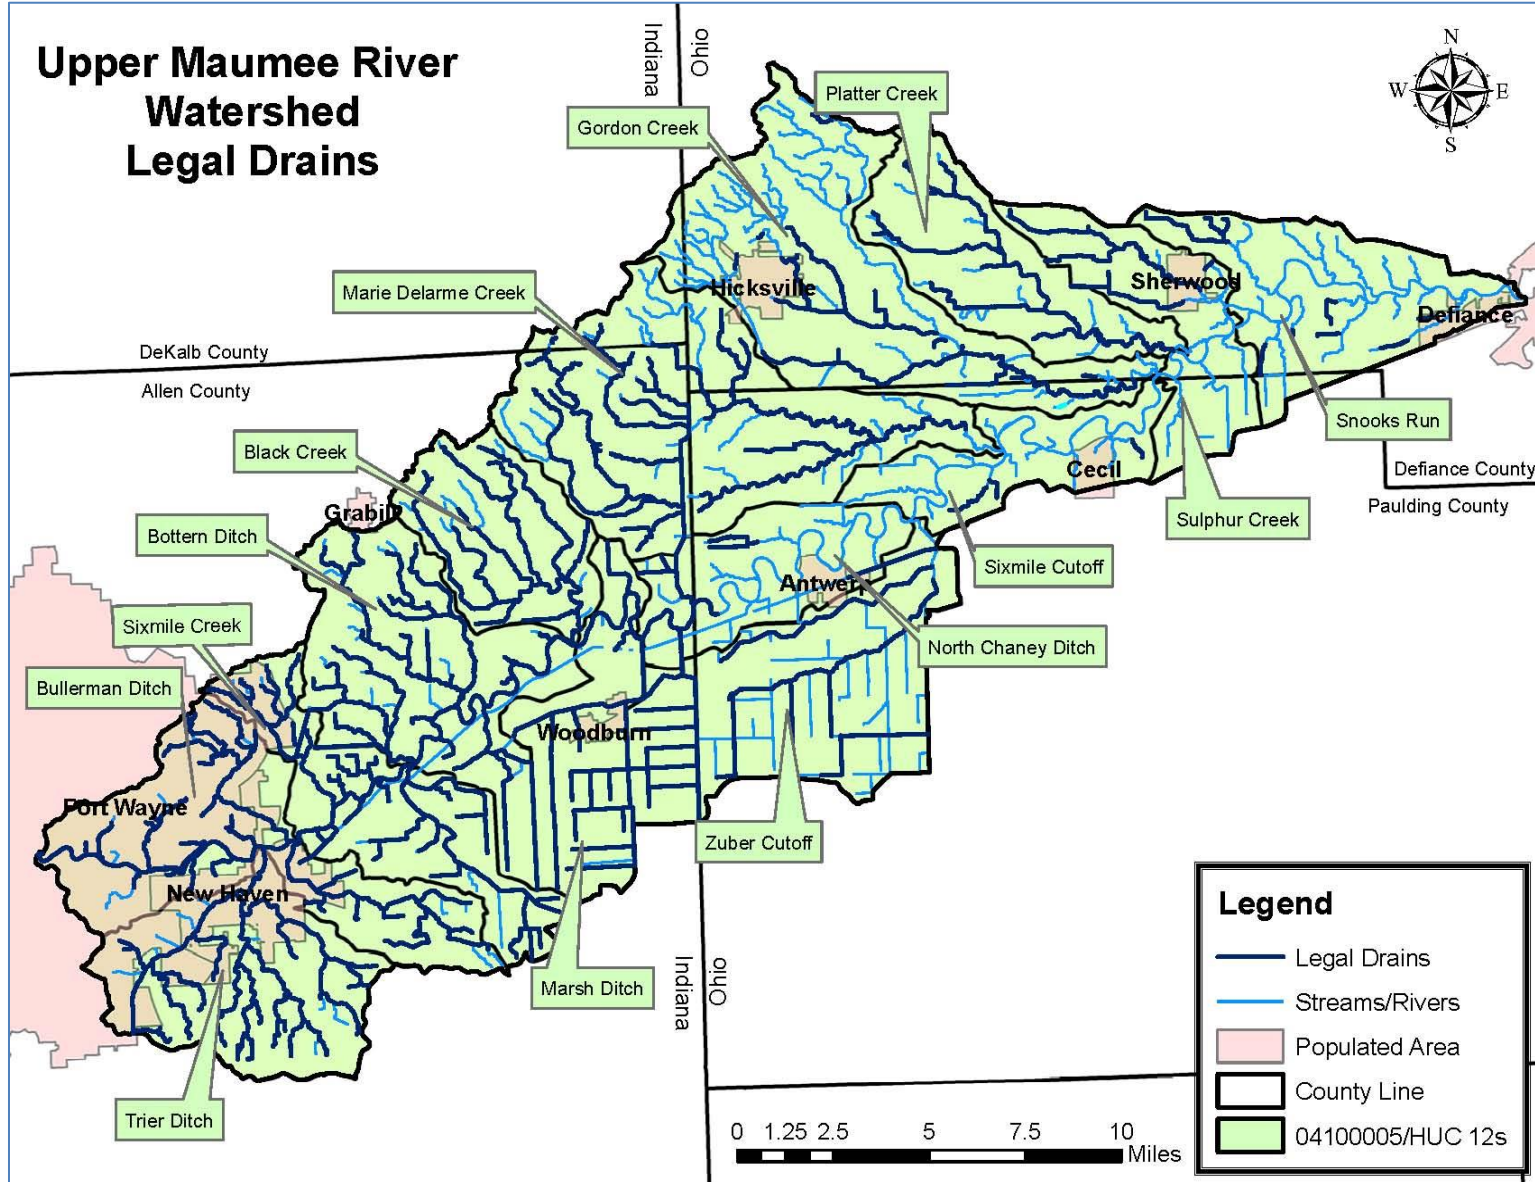 Upper Maumee River
Watershed
Legal Drains
Indiana
Ohio
N
W
E
S
Platter Creek
Gordon Creek
Marie Delarme Creek
Hicksville
Sherwood
Defiance
DeKalb County
Allen County
Snooks Run
Black Creek
Cecil
Defiance County
Paulding County
Grabill
Sulphur Creek
Bottern Ditch
Sixmile Cutoff
Antwerp
Sixmile Creek
North Chaney Ditch
Bullerman Ditch
Woodburn
Fort Wayne
Zuber Cutoff
New Haven
Marsh Ditch
Indiana
Ohio
Trier Ditch
Legend
Legal Drains
Streams/Rivers
Populated Area
County Line
04100005/HUC 12s
0 1.25 2.5 5 7.5 10
Miles